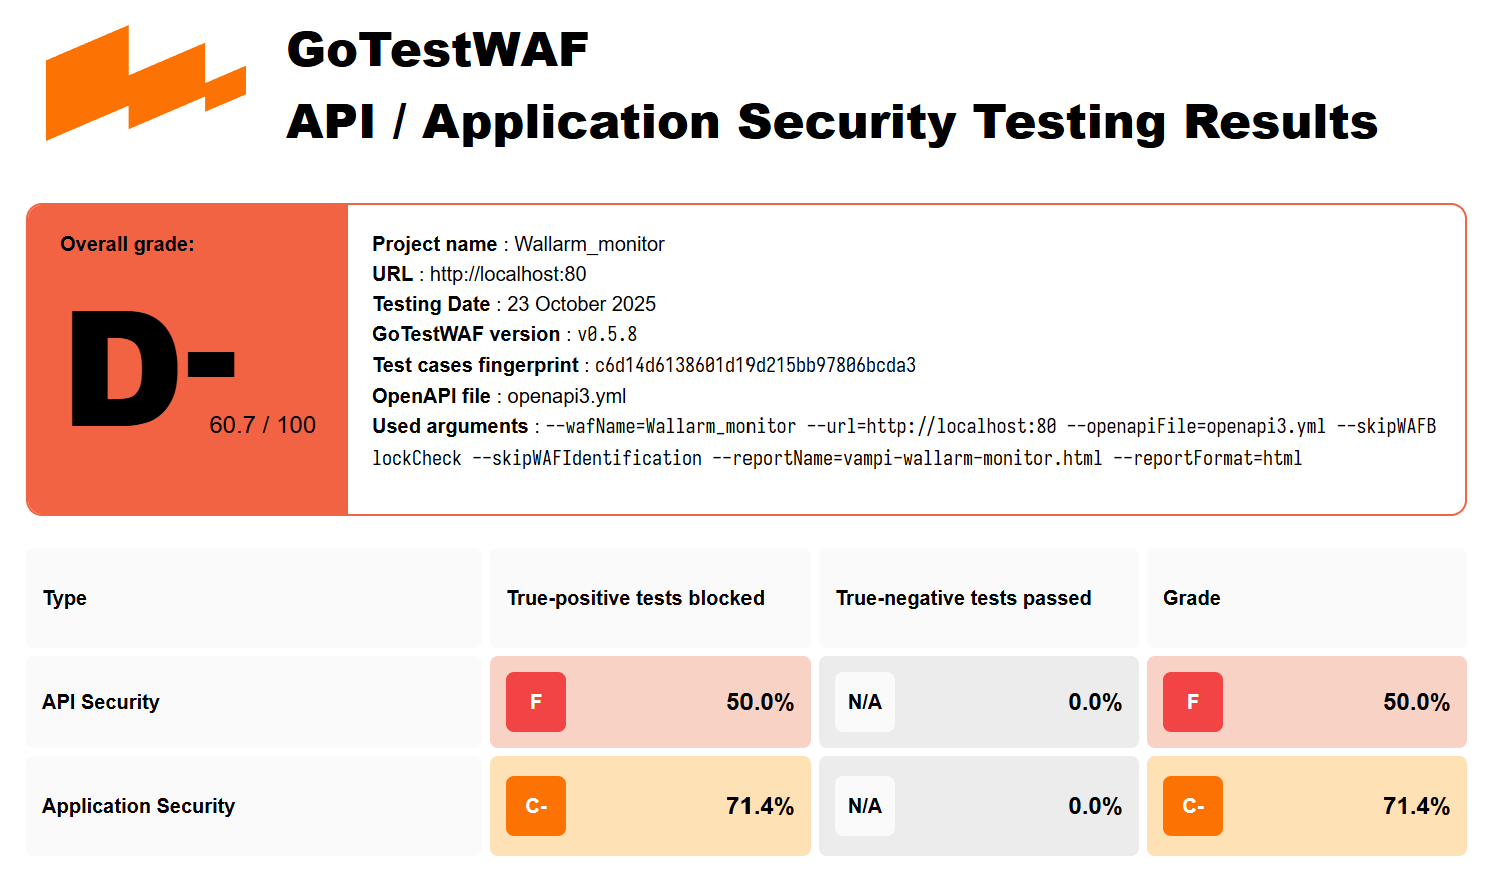 GoTestWAF
API / Application Security Testing Results
Overall grade:
D-
60.7 / 100
Project name : Wallarm_monitor
URL : http://localhost:80
Testing Date : 23 October 2025
GoTestWAF version : v0.5.8
Test cases fingerprint : c6d14d6138601d19d215bb97806bcda3
OpenAPI file : openapi3.yml
Used arguments : --wafName=Wallarm_monitor --url=http://localhost:80 --openapiFile=openapi3.yml --skipWAFB
lockCheck --skipWAFIdentification --reportName=vampi-wallarm-monitor.html --reportFormat=html
Type True-positive tests blocked True-negative tests passed Grade
API Security F 50.0% N/A 0.0% F 50.0%
Application Security C- 71.4% N/A 0.0% C- 71.4%